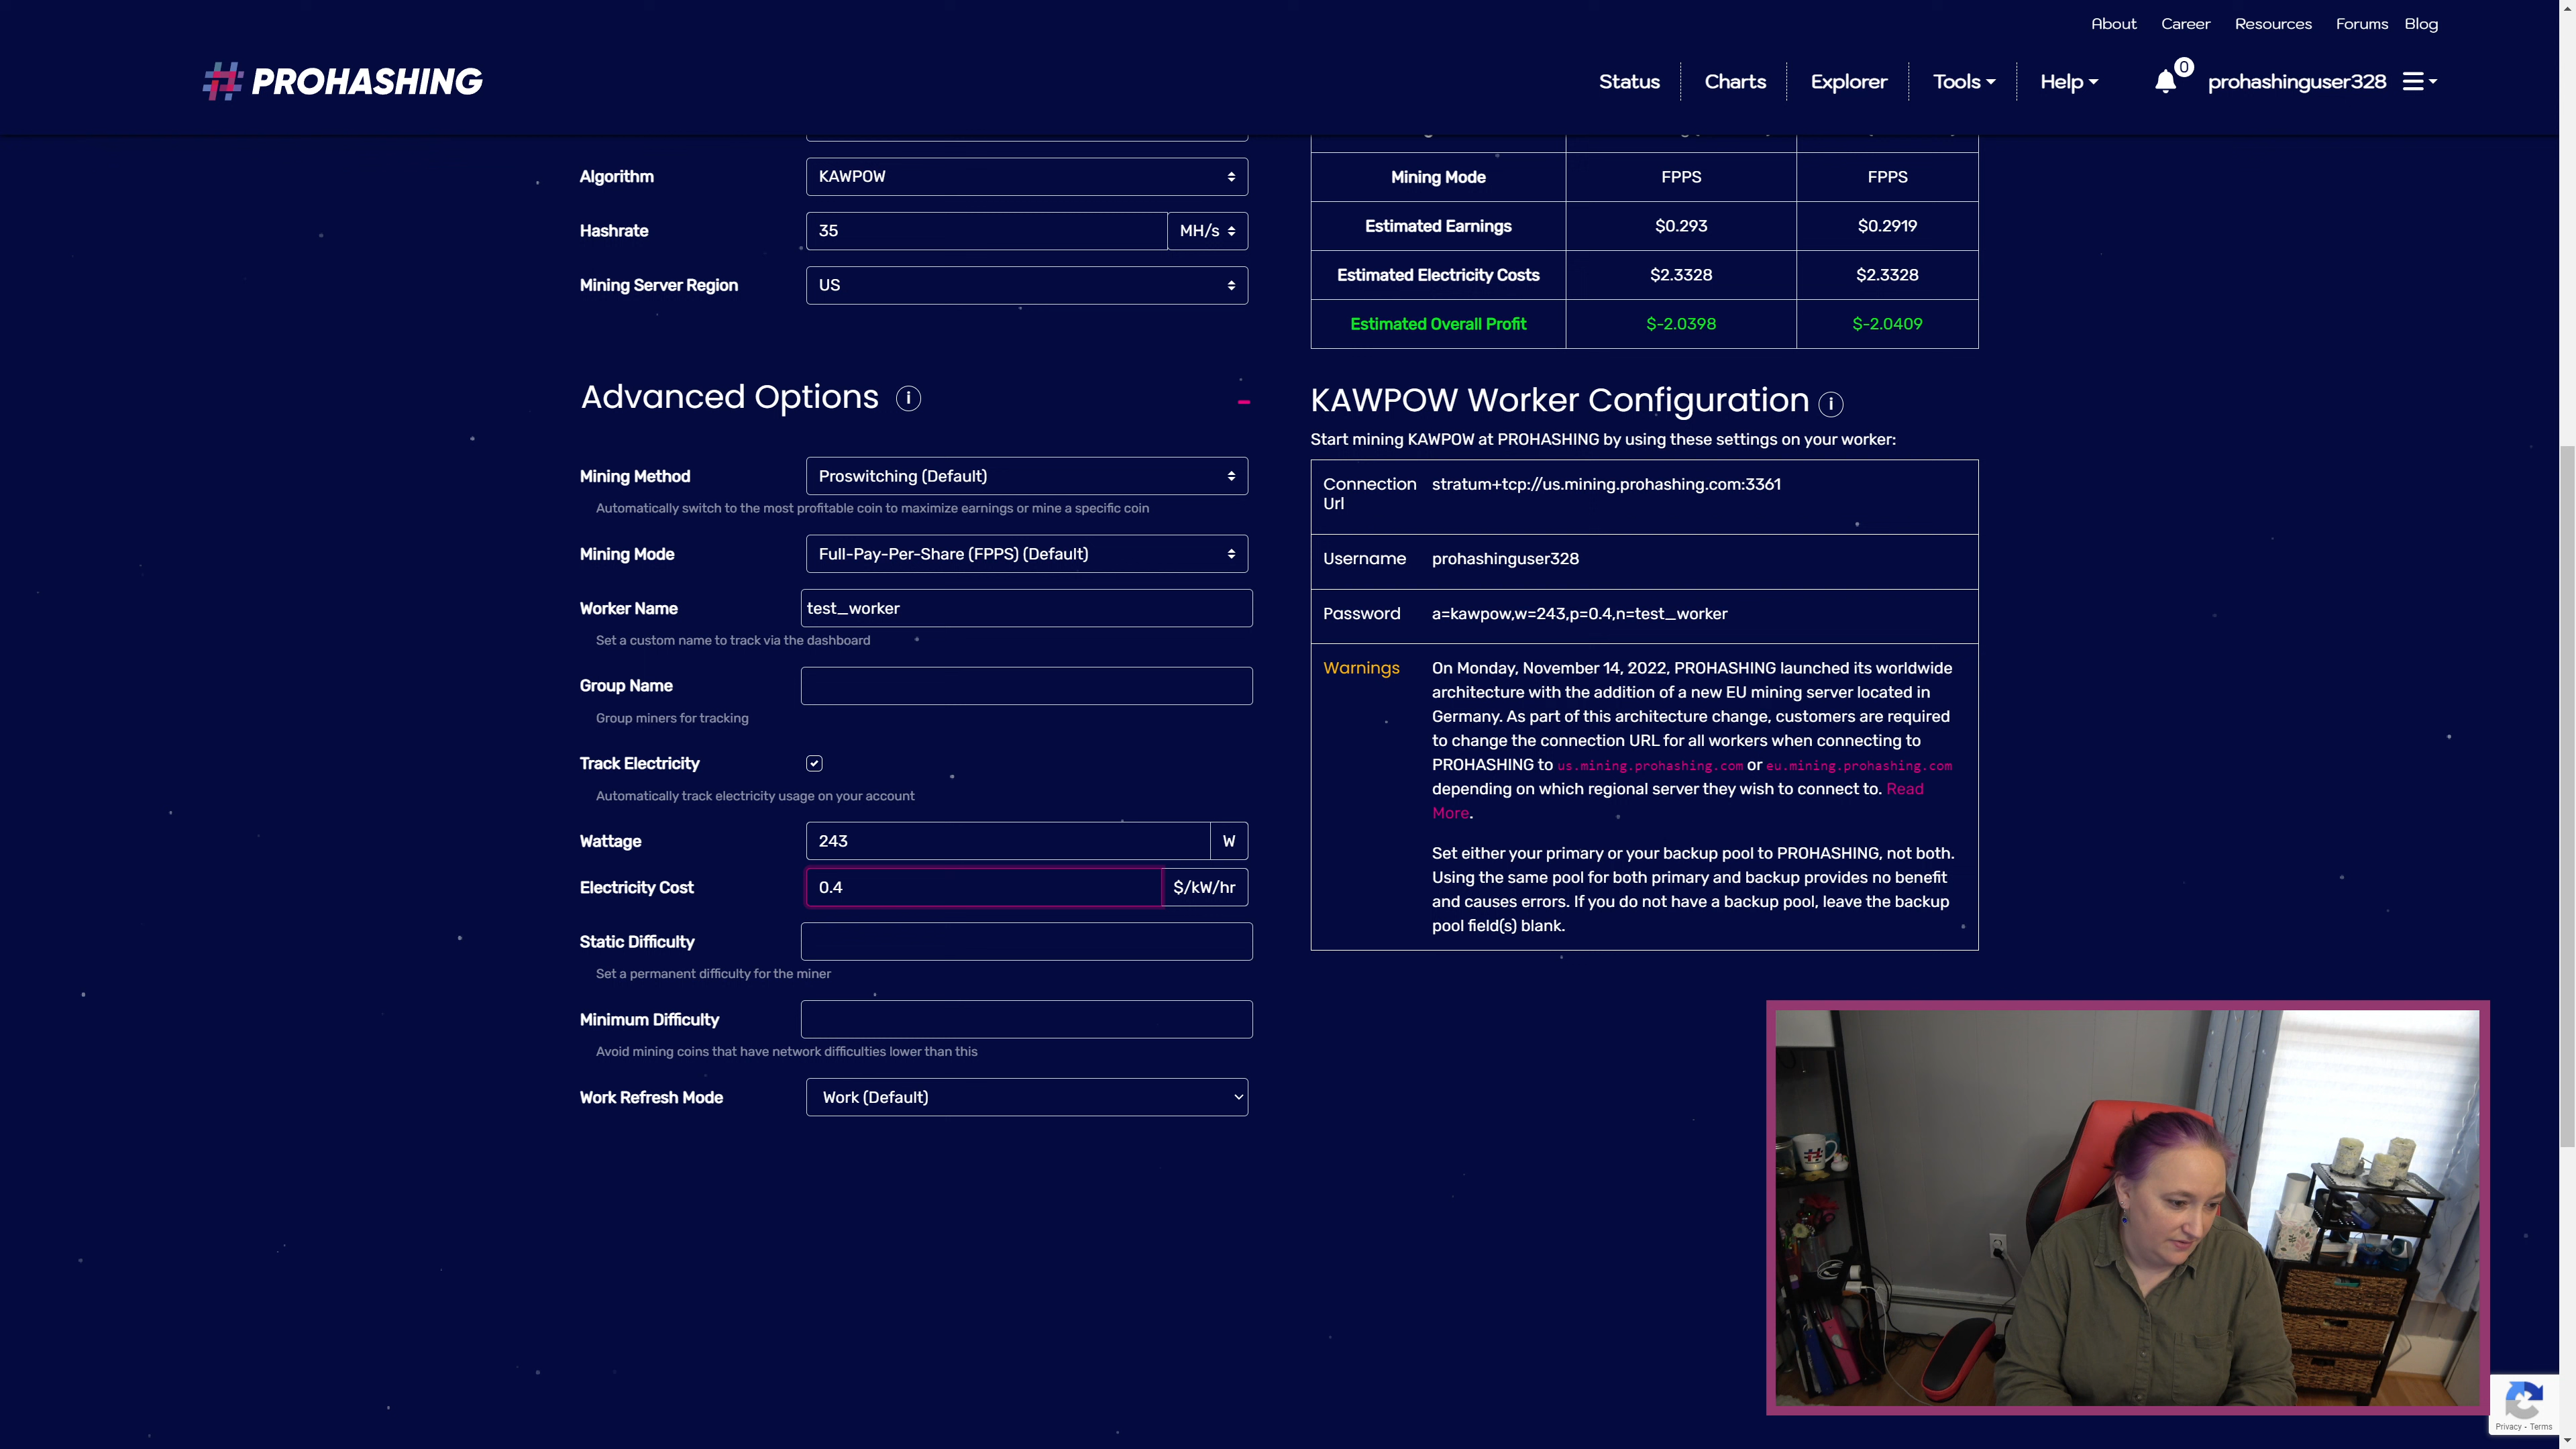 About Career Resources Forums Blog
PROHASHING
Status Charts Explorer Tools Help 0 prohashinguser328
Algorithm KAWPOW
Hashrate 35 MH/s
Mining Server Region US
Mining Mode FPPS FPPS
Estimated Earnings $0.293 $0.2919
Estimated Electricity Costs $2.3328 $2.3328
Estimated Overall Profit $-2.0398 $-2.0409
Advanced Options i
Mining Method Proswitching (Default)
Automatically switch to the most profitable coin to maximize earnings or mine a specific coin
Mining Mode Full-Pay-Per-Share (FPPS) (Default)
Worker Name test_worker
Set a custom name to track via the dashboard
Group Name
Group miners for tracking
Track Electricity
Automatically track electricity usage on your account
Wattage 243 W
Electricity Cost 0.4 $/kW/hr
Static Difficulty
Set a permanent difficulty for the miner
Minimum Difficulty
Avoid mining coins that have network difficulties lower than this
Work Refresh Mode Work (Default)
KAWPOW Worker Configuration i
Start mining KAWPOW at PROHASHING by using these settings on your worker:
Connection stratum+tcp://us.mining.prohashing.com:3361
Url
Username prohashinguser328
Password a=kawpow,w=243,p=0.4,n=test_worker
Warnings On Monday, November 14, 2022, PROHASHING launched its worldwide
architecture with the addition of a new EU mining server located in
Germany. As part of this architecture change, customers are required
to change the connection URL for all workers when connecting to
PROHASHING to us.mining.prohashing.com or eu.mining.prohashing.com
depending on which regional server they wish to connect to. Read
More.
Set either your primary or your backup pool to PROHASHING, not both.
Using the same pool for both primary and backup provides no benefit
and causes errors. If you do not have a backup pool, leave the backup
pool field(s) blank.
Privacy - Terms